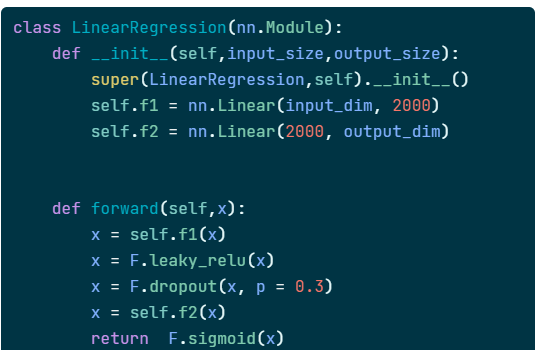 class LinearRegression(nn.Module):
    def __init__(self,input_size,output_size):
        super(LinearRegression,self).__init__()
        self.f1 = nn.Linear(input_dim, 2000)
        self.f2 = nn.Linear(2000, output_dim)
    def forward(self,x):
        x = self.f1(x)
        x = F.leaky_relu(x)
        x = F.dropout(x, p = 0.3)
        x = self.f2(x)
        return  F.sigmoid(x)